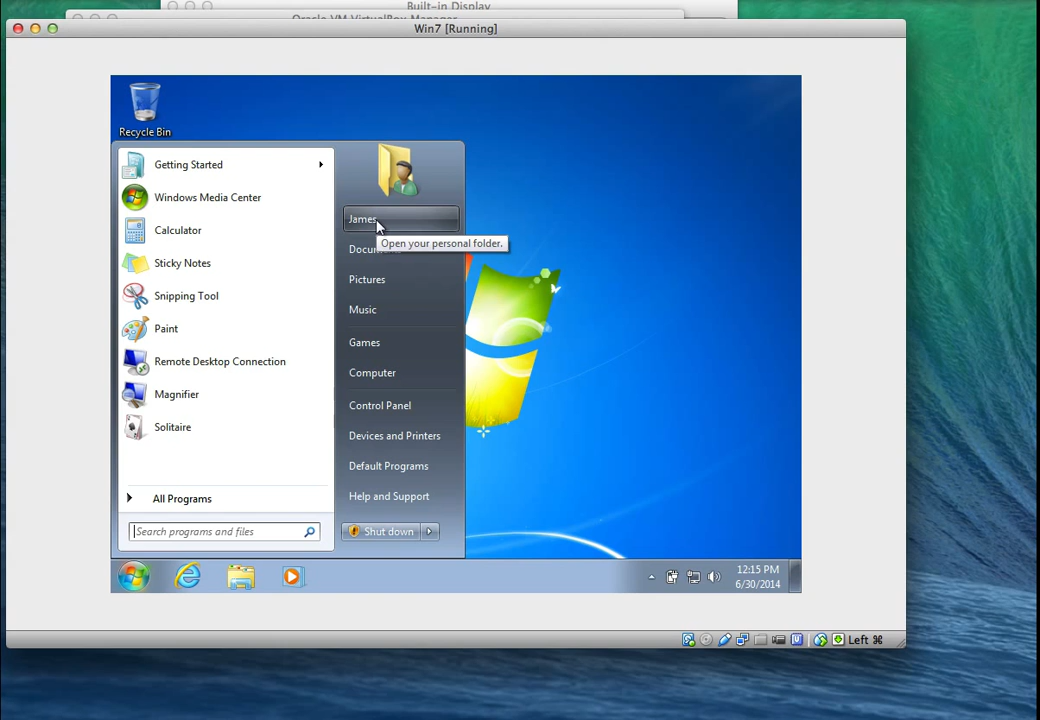 Built-in Display
Oracle VM VirtualBox Manager
Win7 [Running]
Recycle Bin
Getting Started
Windows Media Center
Calculator
Sticky Notes
Snipping Tool
Paint
Remote Desktop Connection
Magnifier
Solitaire
All Programs
Search programs and files
James
Open your personal folder.
Pictures
Music
Games
Computer
Control Panel
Devices and Printers
Default Programs
Help and Support
Shut down
12:15 PM
6/30/2014
Left ⌘